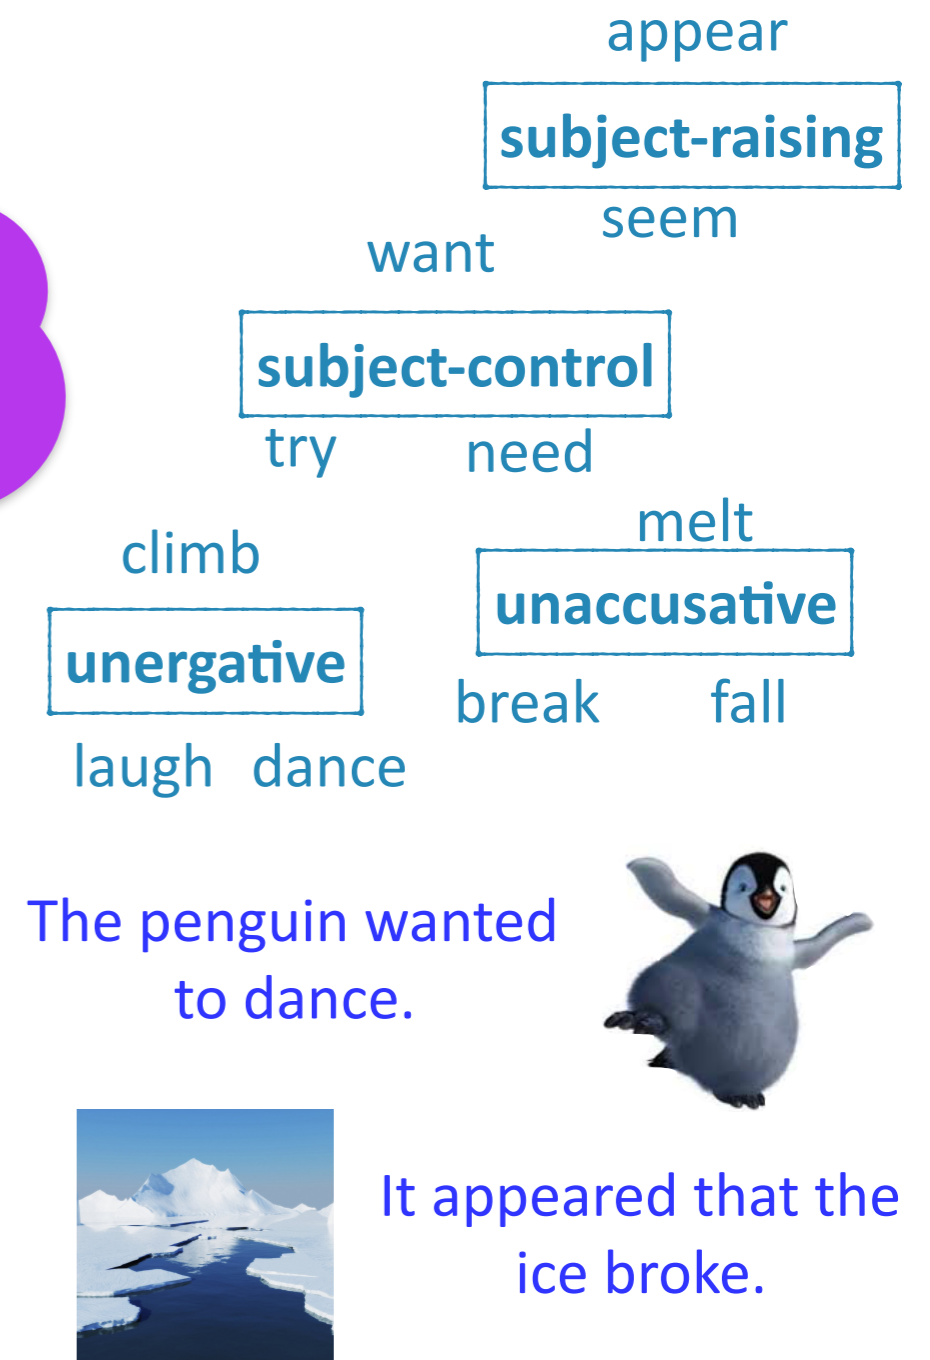 appear
subject-raising
seem
want
subject-control
try need
melt
climb
unaccusative
unergative
break fall
laugh dance
The penguin wanted
to dance.
It appeared that the
ice broke.